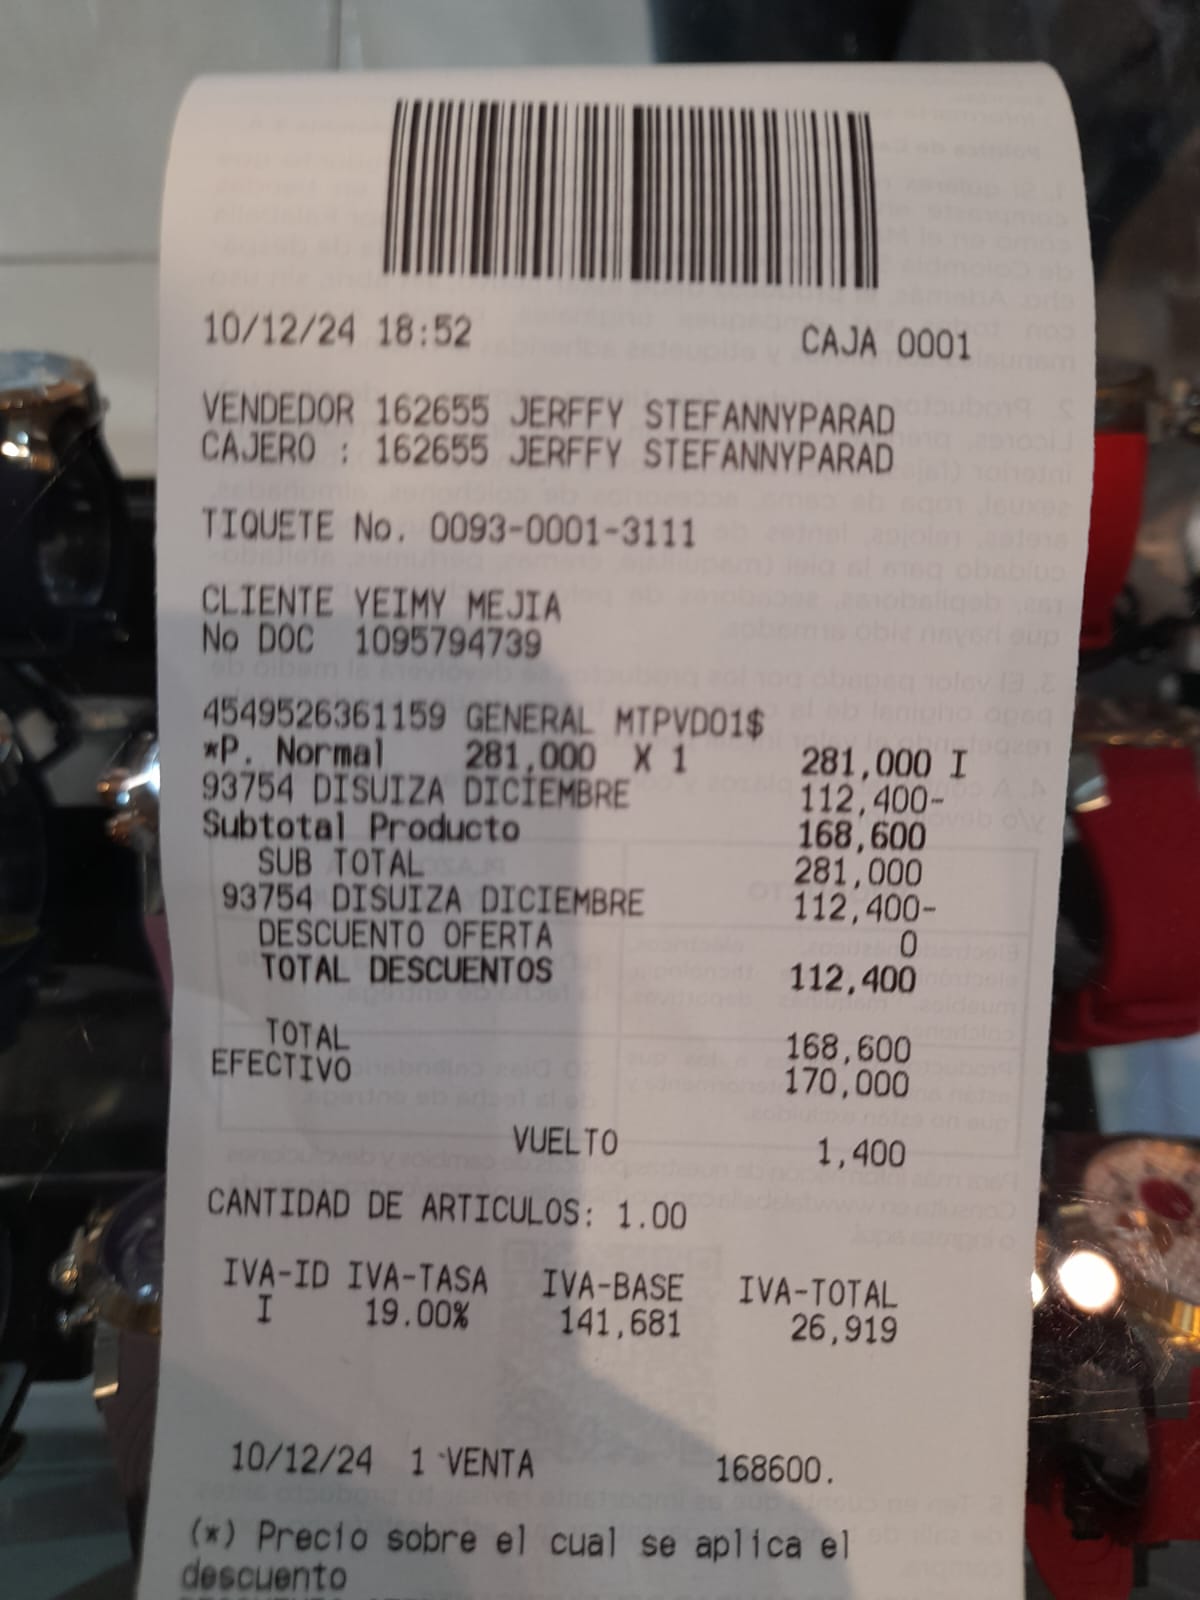 10/12/24 18:52 CAJA 0001
VENDEDOR 162655 JERFFY STEFANNYPARAD
CAJERO : 162655 JERFFY STEFANNYPARAD
TIQUETE No. 0093-0001-3111
CLIENTE YEIMY MEJIA
No DOC 1095794739
4549526361159 GENERAL MTPVD01$
*P. Normal 281,000 X 1 281,000 I
93754 DISUIZA DICIEMBRE 112,400-
Subtotal Producto 168,600
SUB TOTAL 281,000
93754 DISUIZA DICIEMBRE 112,400-
DESCUENTO OFERTA 0
TOTAL DESCUENTOS 112,400
TOTAL 168,600
EFECTIVO 170,000
VUELTO 1,400
CANTIDAD DE ARTICULOS: 1.00
IVA-ID IVA-TASA IVA-BASE IVA-TOTAL
I 19.00% 141,681 26,919
10/12/24 1 VENTA 168600.
(*) Precio sobre el cual se aplica el
descuento